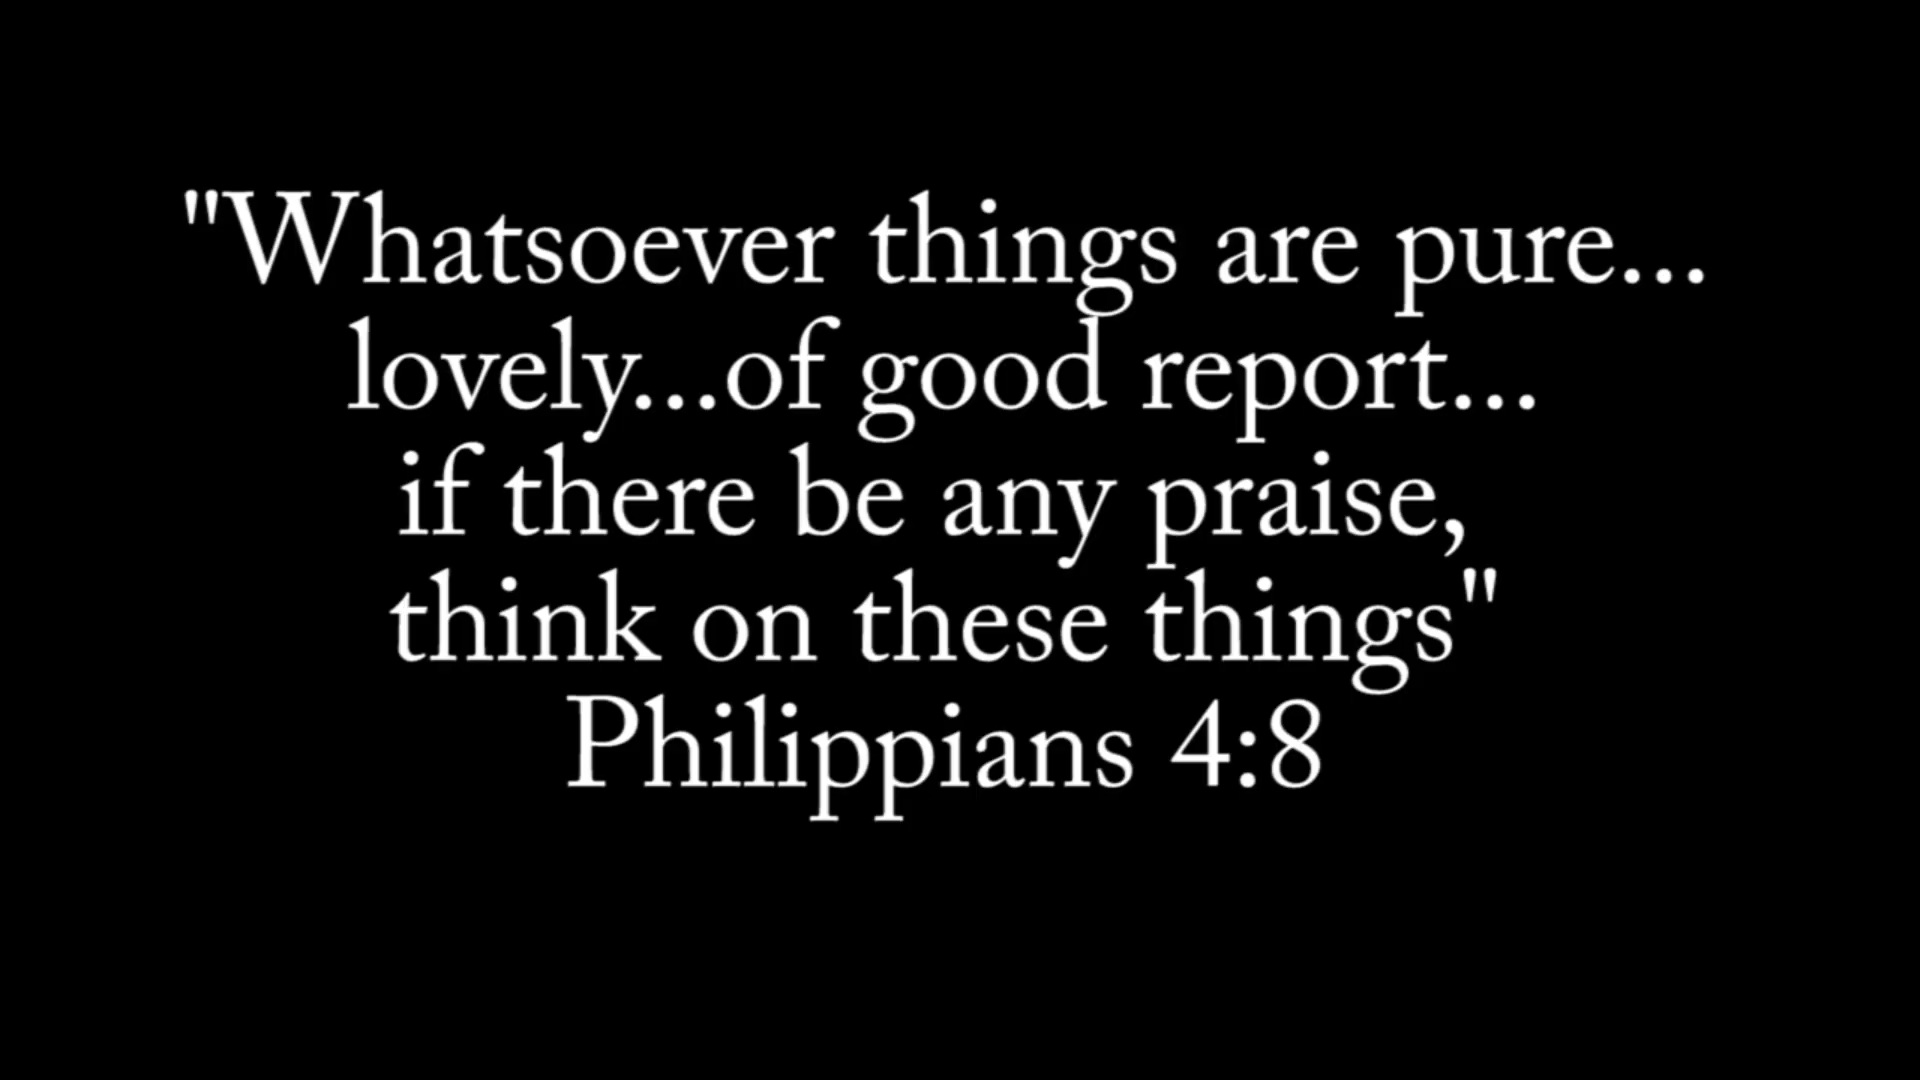 "Whatsoever things are pure...
lovely...of good report...
if there be any praise,
think on these things"
Philippians 4:8